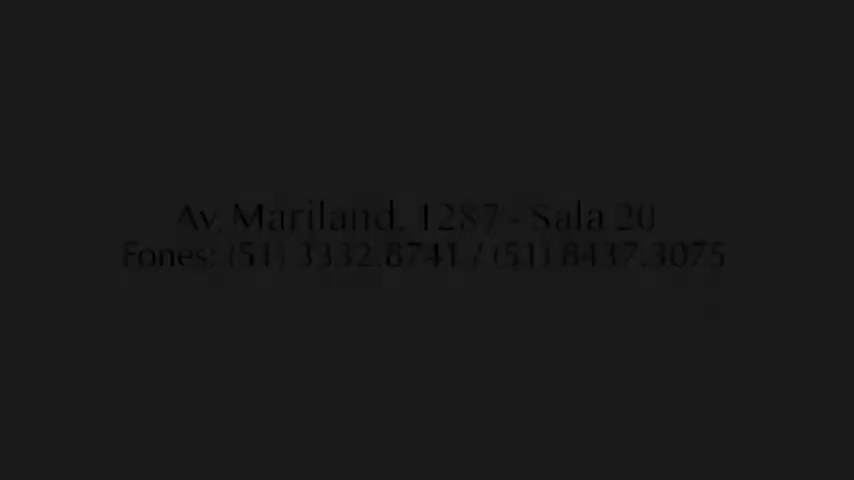 Av. Mariland, 1287 - Sala 20
Fones: (51) 3332.8741 / (51) 8437.3075